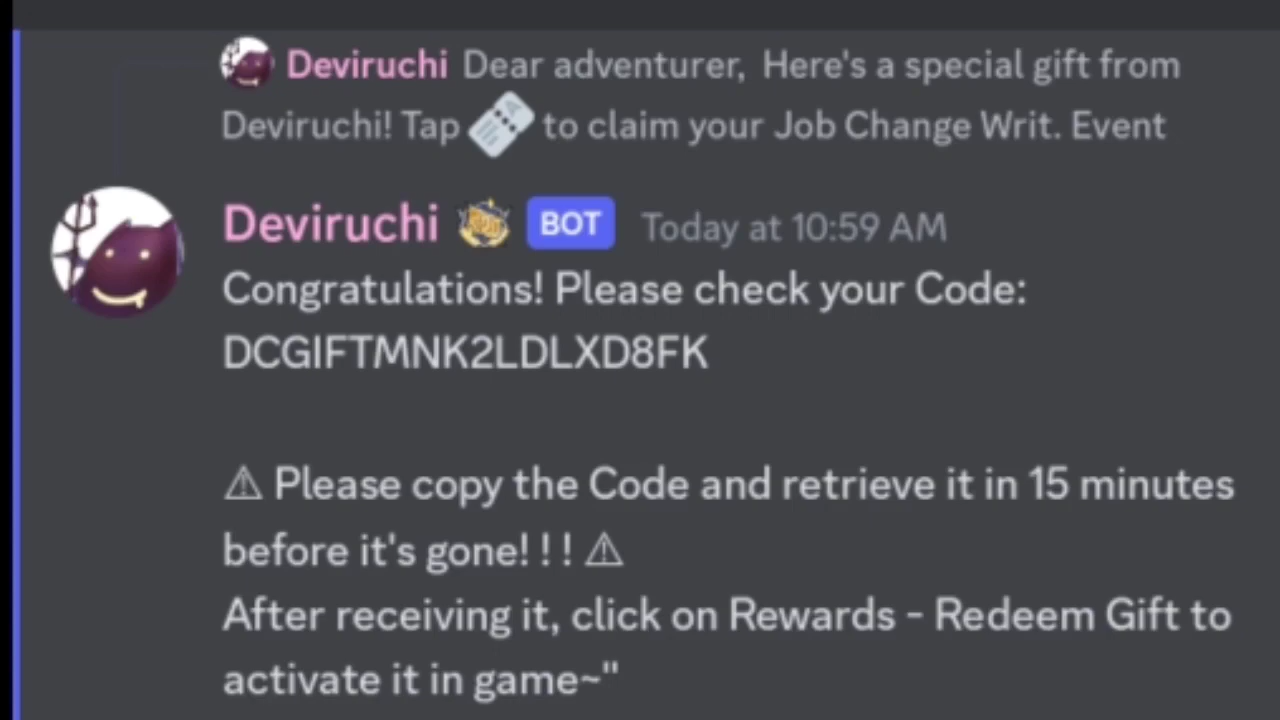 Deviruchi Dear adventurer, Here's a special gift from
Deviruchi! Tap to claim your Job Change Writ. Event
Deviruchi BOT Today at 10:59 AM
Congratulations! Please check your Code:
DCGIFTMNK2LDLXD8FK
⚠ Please copy the Code and retrieve it in 15 minutes
before it's gone! ! ! ⚠
After receiving it, click on Rewards - Redeem Gift to
activate it in game~"